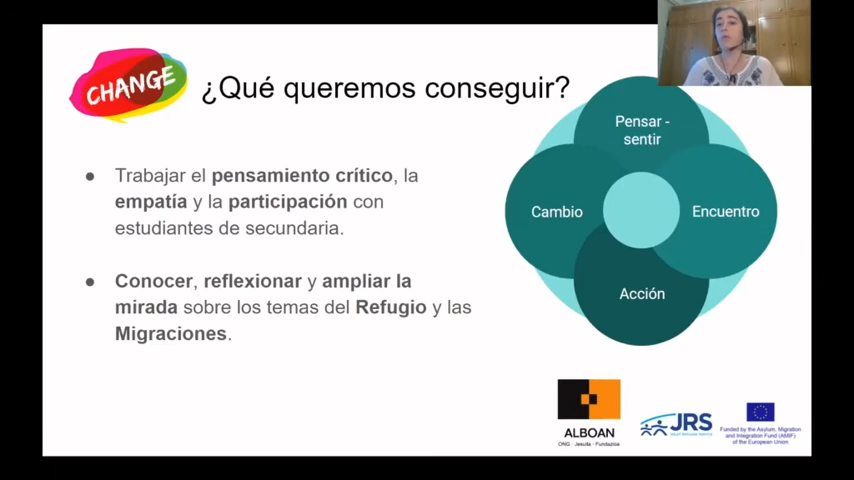 CHANGE
¿Qué queremos conseguir?
● Trabajar el pensamiento crítico, la
empatía y la participación con
estudiantes de secundaria.
● Conocer, reflexionar y ampliar la
mirada sobre los temas del Refugio y las
Migraciones.
Pensar -
sentir
Cambio
Encuentro
Acción
ALBOAN
ONG · Jesuita · Fundazioa
JRS
Funded by the Asylum, Migration
and Integration Fund (AMIF)
of the European Union